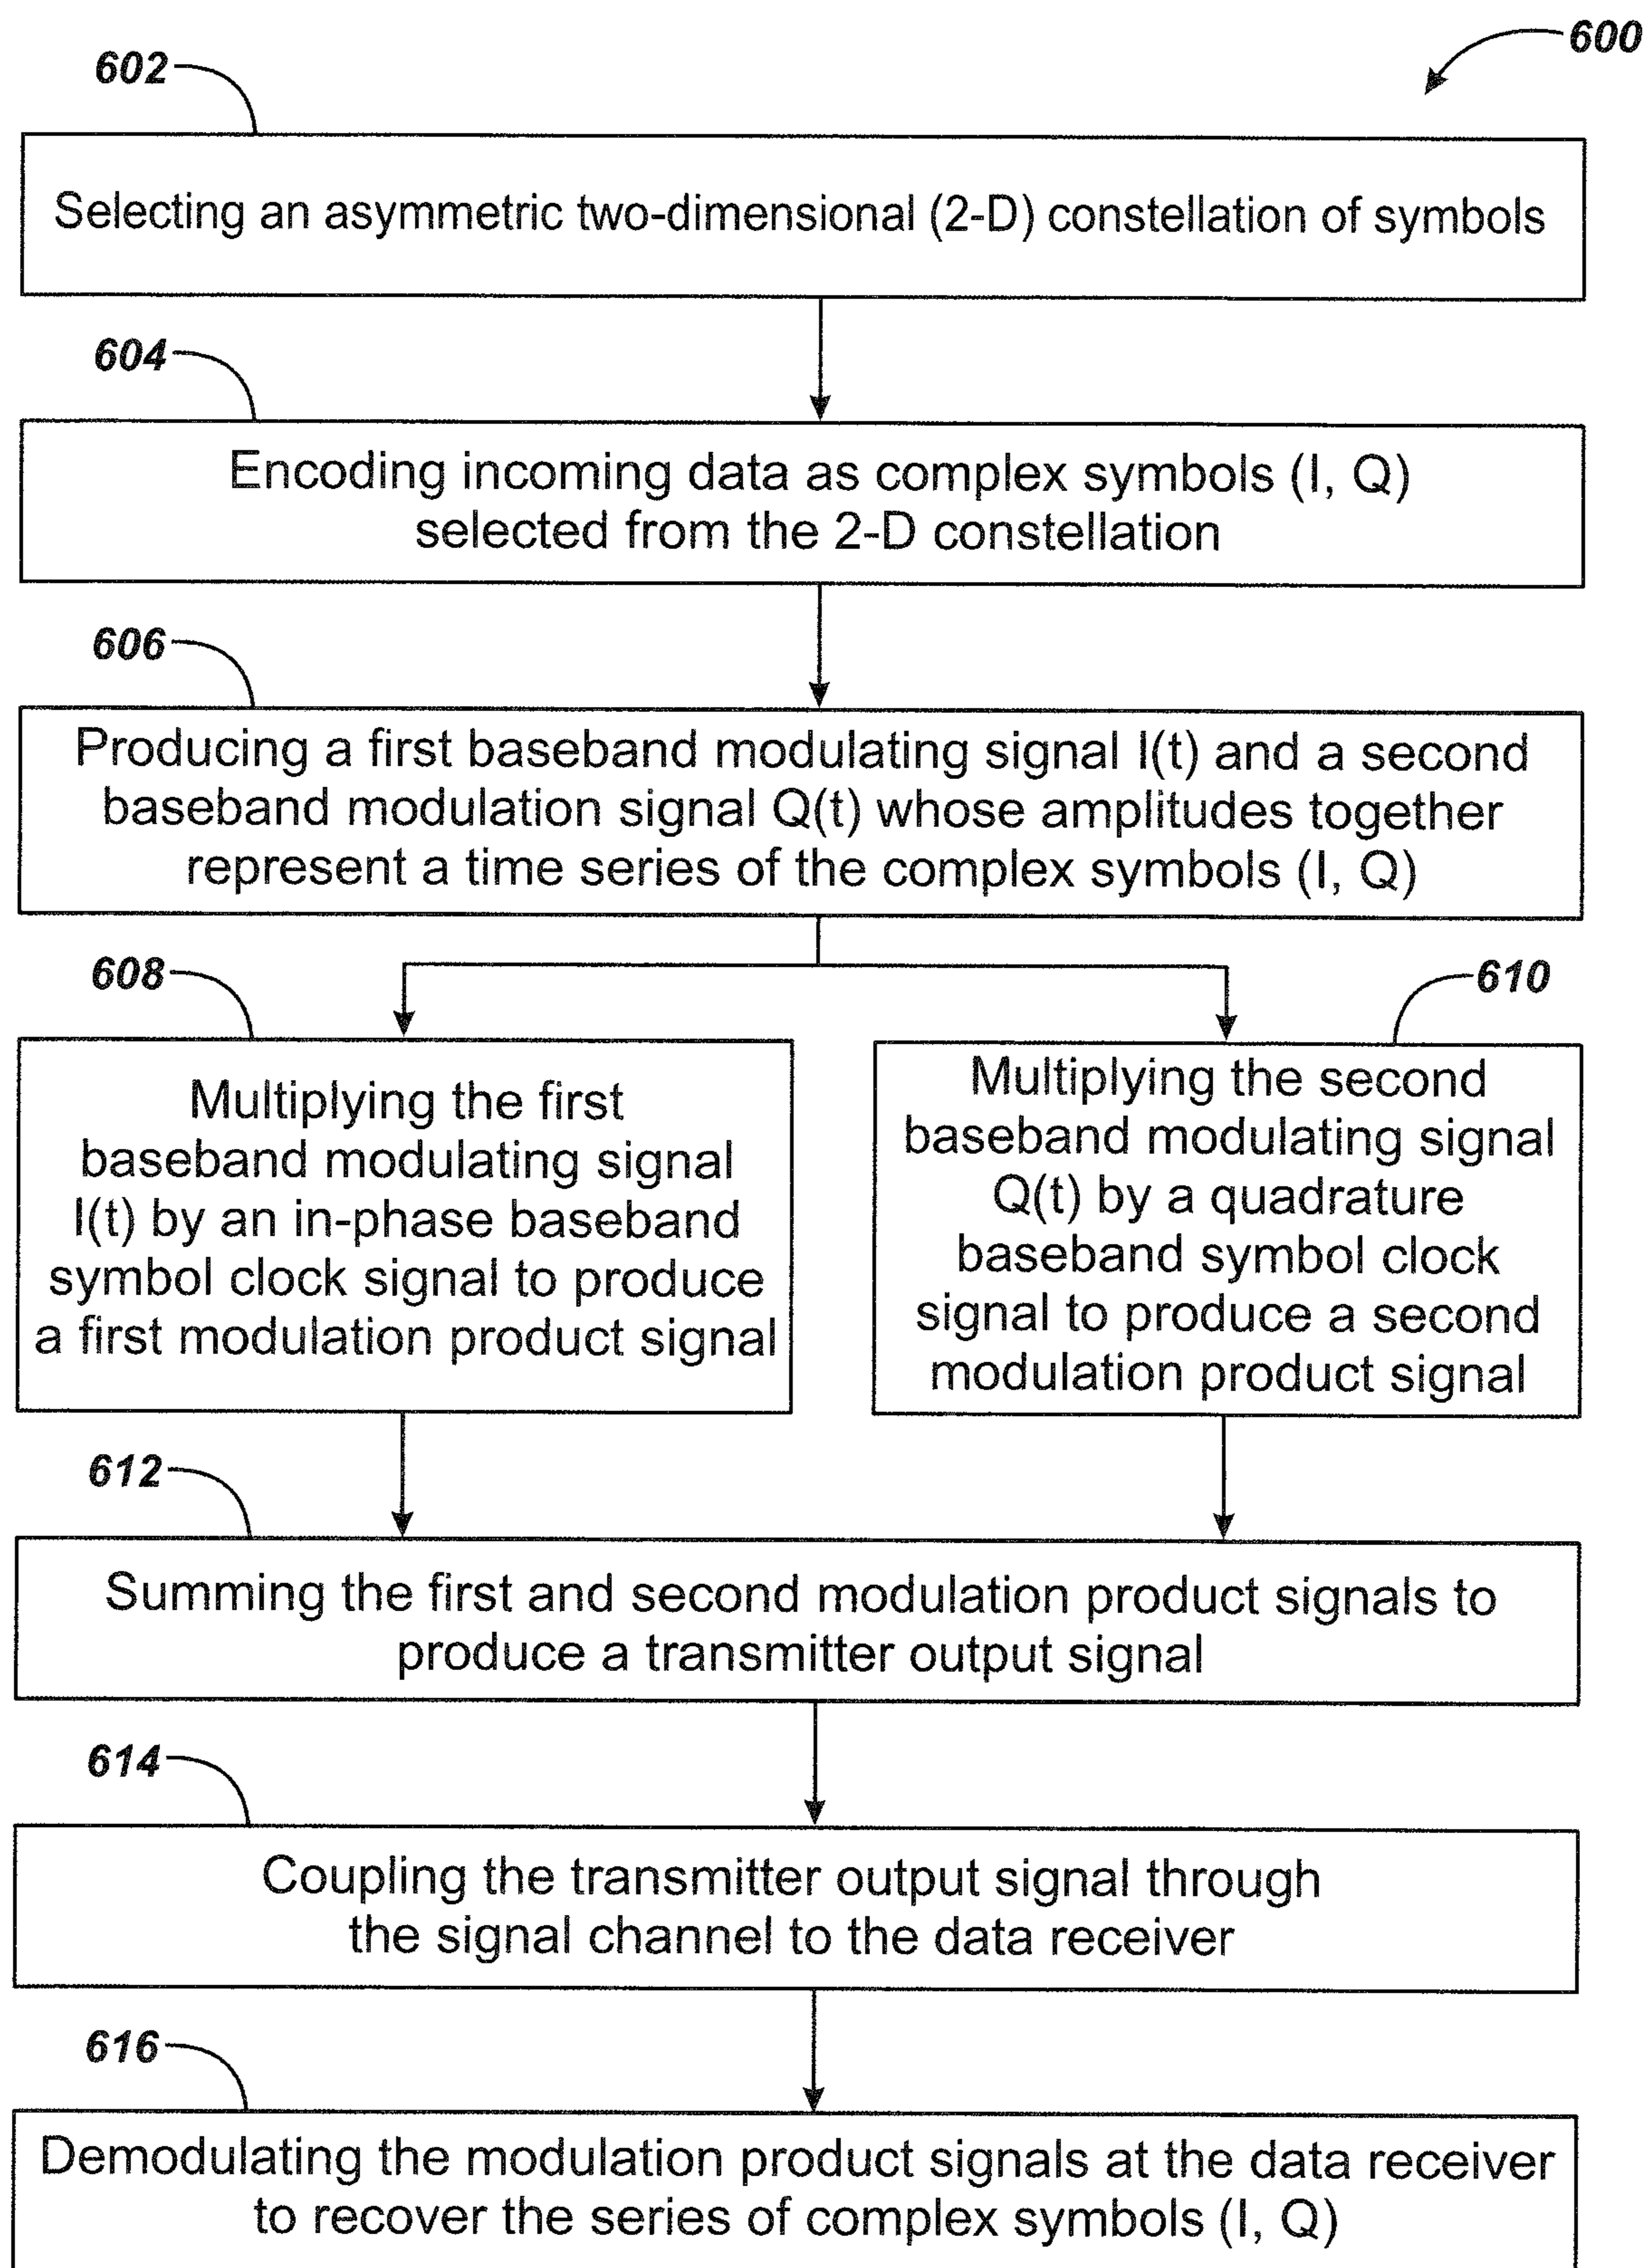 600
602
Selecting an asymmetric two-dimensional (2-D) constellation of symbols
604
Encoding incoming data as complex symbols (I, Q)
selected from the 2-D constellation
606
Producing a first baseband modulating signal I(t) and a second
baseband modulation signal Q(t) whose amplitudes together
represent a time series of the complex symbols (I, Q)
608
Multiplying the first
baseband modulating signal
I(t) by an in-phase baseband
symbol clock signal to produce
a first modulation product signal
610
Multiplying the second
baseband modulating signal
Q(t) by a quadrature
baseband symbol clock
signal to produce a second
modulation product signal
612
Summing the first and second modulation product signals to
produce a transmitter output signal
614
Coupling the transmitter output signal through
the signal channel to the data receiver
616
Demodulating the modulation product signals at the data receiver
to recover the series of complex symbols (I, Q)